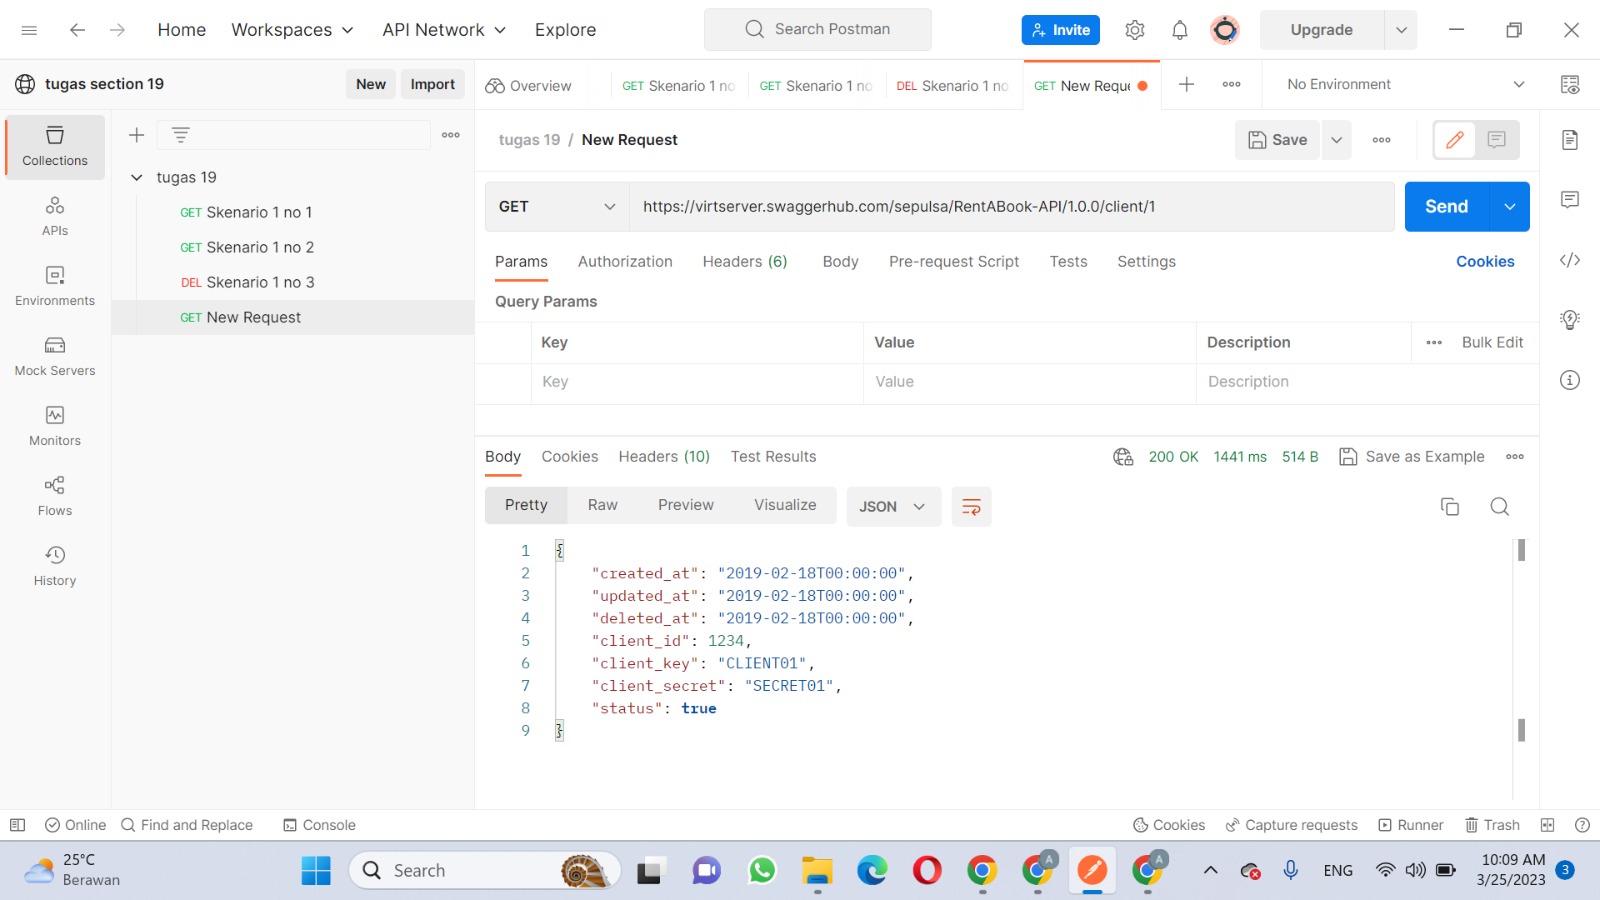 Home Workspaces API Network Explore Search Postman Invite Upgrade
tugas section 19 New Import Overview GET Skenario 1 no GET Skenario 1 no DEL Skenario 1 no GET New Reque No Environment
Collections
APIs
Environments
Mock Servers
Monitors
Flows
History
tugas 19
GET Skenario 1 no 1
GET Skenario 1 no 2
DEL Skenario 1 no 3
GET New Request
tugas 19 / New Request Save
GET https://virtserver.swaggerhub.com/sepulsa/RentABook-API/1.0.0/client/1 Send
Params Authorization Headers (6) Body Pre-request Script Tests Settings Cookies
Query Params
Key Value Description Bulk Edit
Key Value Description
Body Cookies Headers (10) Test Results 200 OK 1441 ms 514 B Save as Example
Pretty Raw Preview Visualize JSON
1 {
2 "created_at": "2019-02-18T00:00:00",
3 "updated_at": "2019-02-18T00:00:00",
4 "deleted_at": "2019-02-18T00:00:00",
5 "client_id": 1234,
6 "client_key": "CLIENT01",
7 "client_secret": "SECRET01",
8 "status": true
9 }
Online Find and Replace Console Cookies Capture requests Runner Trash
25°C
Berawan
Search
A
A
ENG
10:09 AM
3/25/2023
3